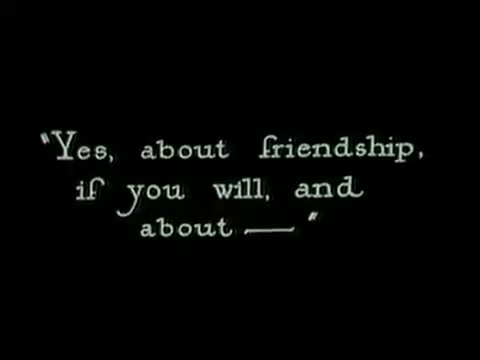 "Yes, about friendship,
if you will, and
about —"